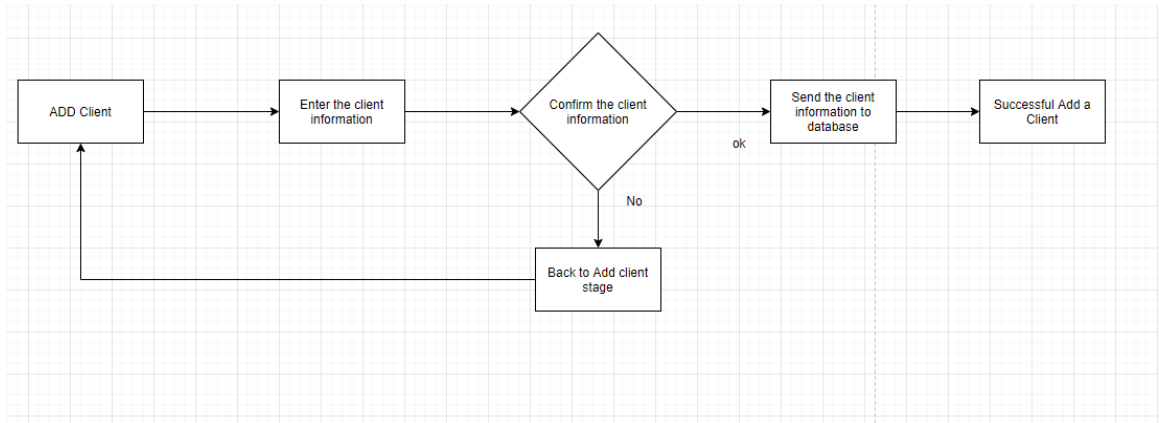 ADD Client
Enter the client
information
Confirm the client
information
ok
Send the client
information to
database
Successful Add a
Client
No
Back to Add client
stage